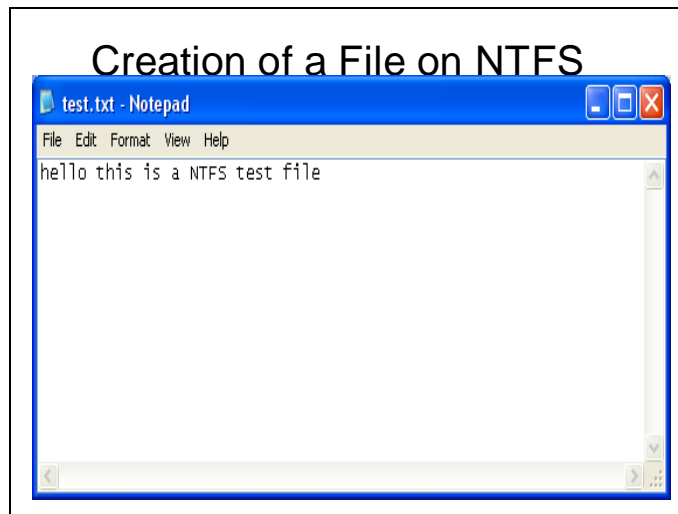 Creation of a File on NTFS
test.txt - Notepad
File Edit Format View Help
hello this is a NTFS test file